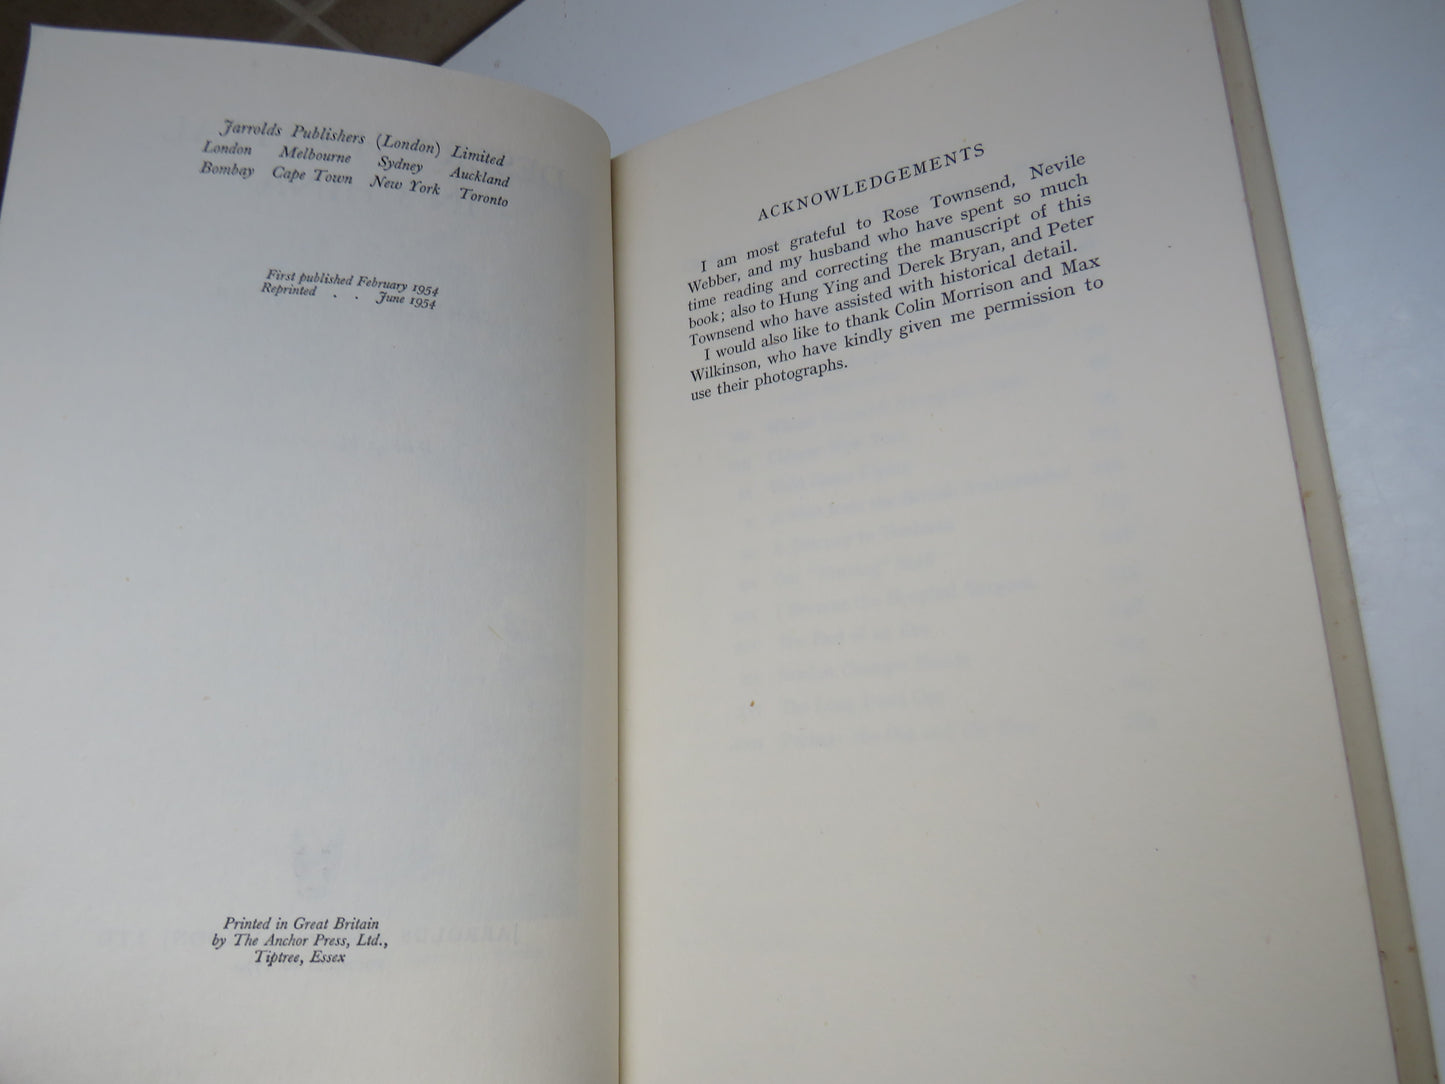 Jarrolds Publishers (London) Limited
London Melbourne Sydney Auckland
Bombay Cape Town New York Toronto
First published February 1954
Reprinted . . June 1954
Printed in Great Britain
by The Anchor Press, Ltd.,
Tiptree, Essex
ACKNOWLEDGEMENTS
I am most grateful to Rose Townsend, Nevile
Webber, and my husband who have spent so much
time reading and correcting the manuscript of this
book; also to Hung Ying and Derek Bryan, and Peter
Townsend who have assisted with historical detail.
I would also like to thank Colin Morrison and Max
Wilkinson, who have kindly given me permission to
use their photographs.